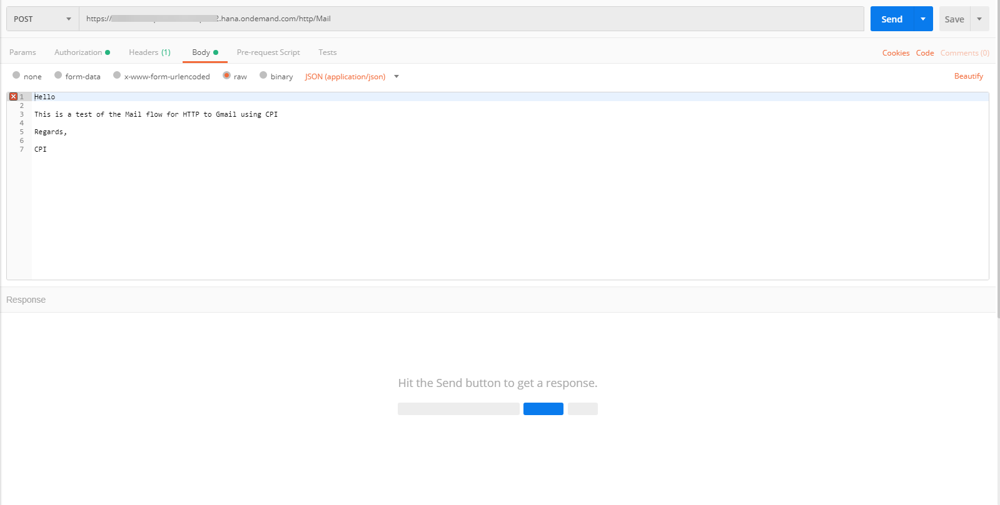 POST https:// 2.hana.ondemand.com/http/Mail Send Save
Params Authorization Headers (1) Body Pre-request Script Tests Cookies Code Comments (0)
none form-data x-www-form-urlencoded raw binary JSON (application/json) Beautify
1 Hello
2
3 This is a test of the Mail flow for HTTP to Gmail using CPI
4
5 Regards,
6
7 CPI
Response
Hit the Send button to get a response.